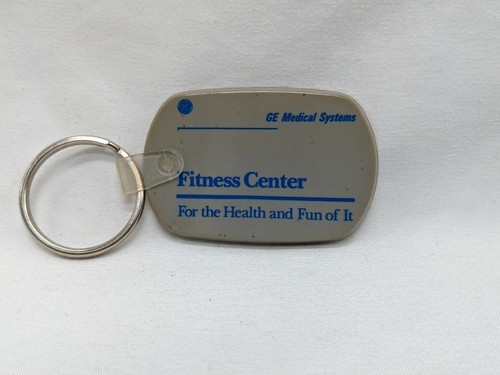 GE Medical Systems
Fitness Center
For the Health and Fun of It